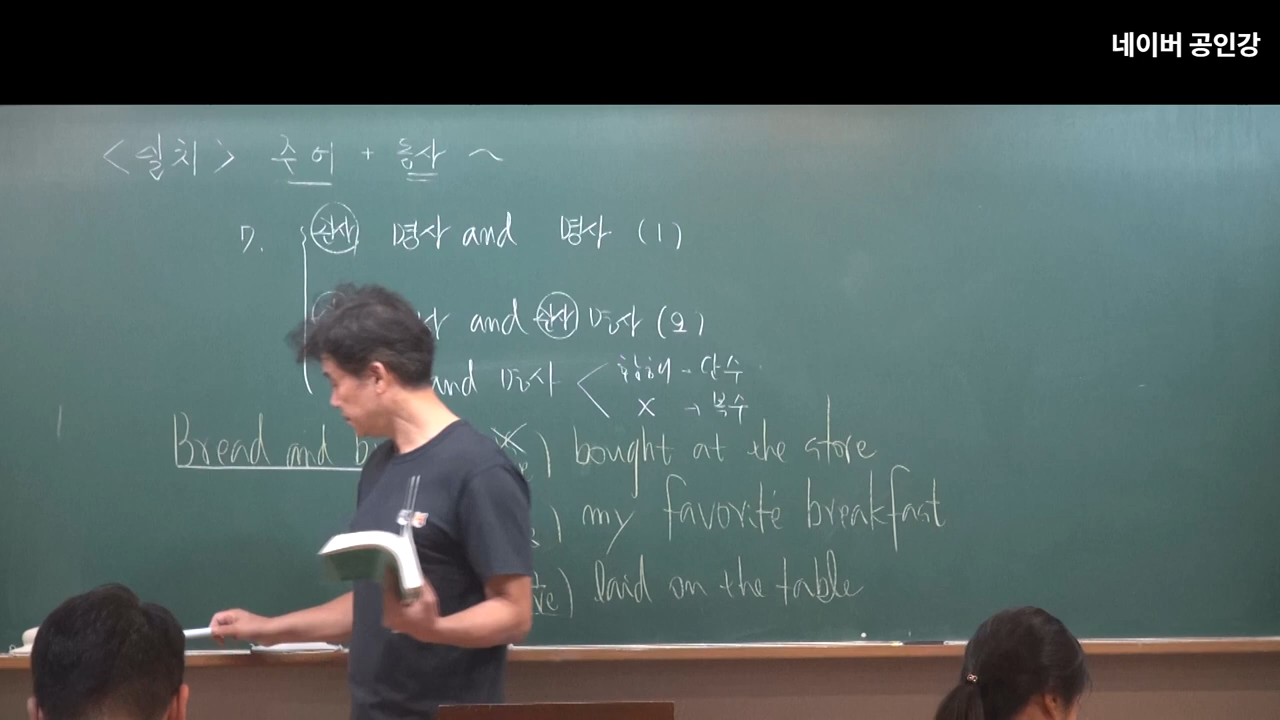 네이버 공인강
<일치> 주어 + 동사 ~
7. 관사 명사 and 명사 (1)
and 관사 명사 (2)
and 명사 < 합해 → 단수
X → 복수
Bread and X ) bought at the store
) my favorite breakfast
) laid on the table